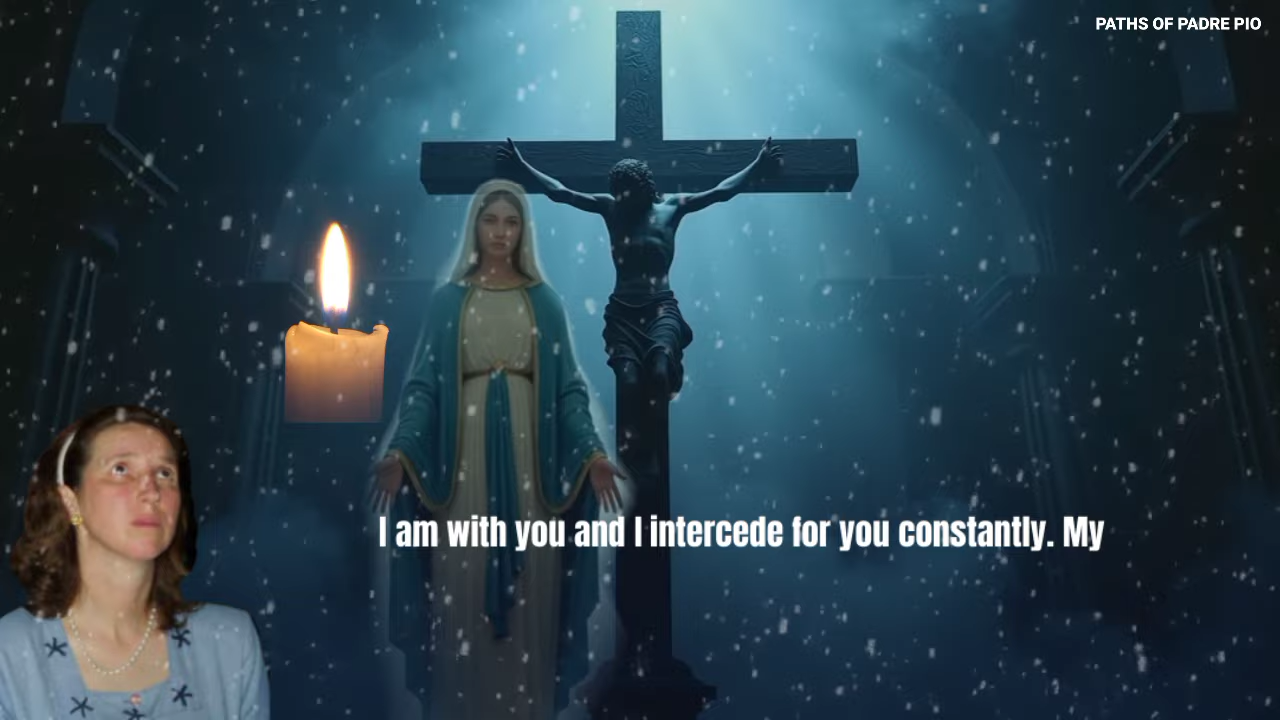 PATHS OF PADRE PIO
I am with you and I intercede for you constantly. My